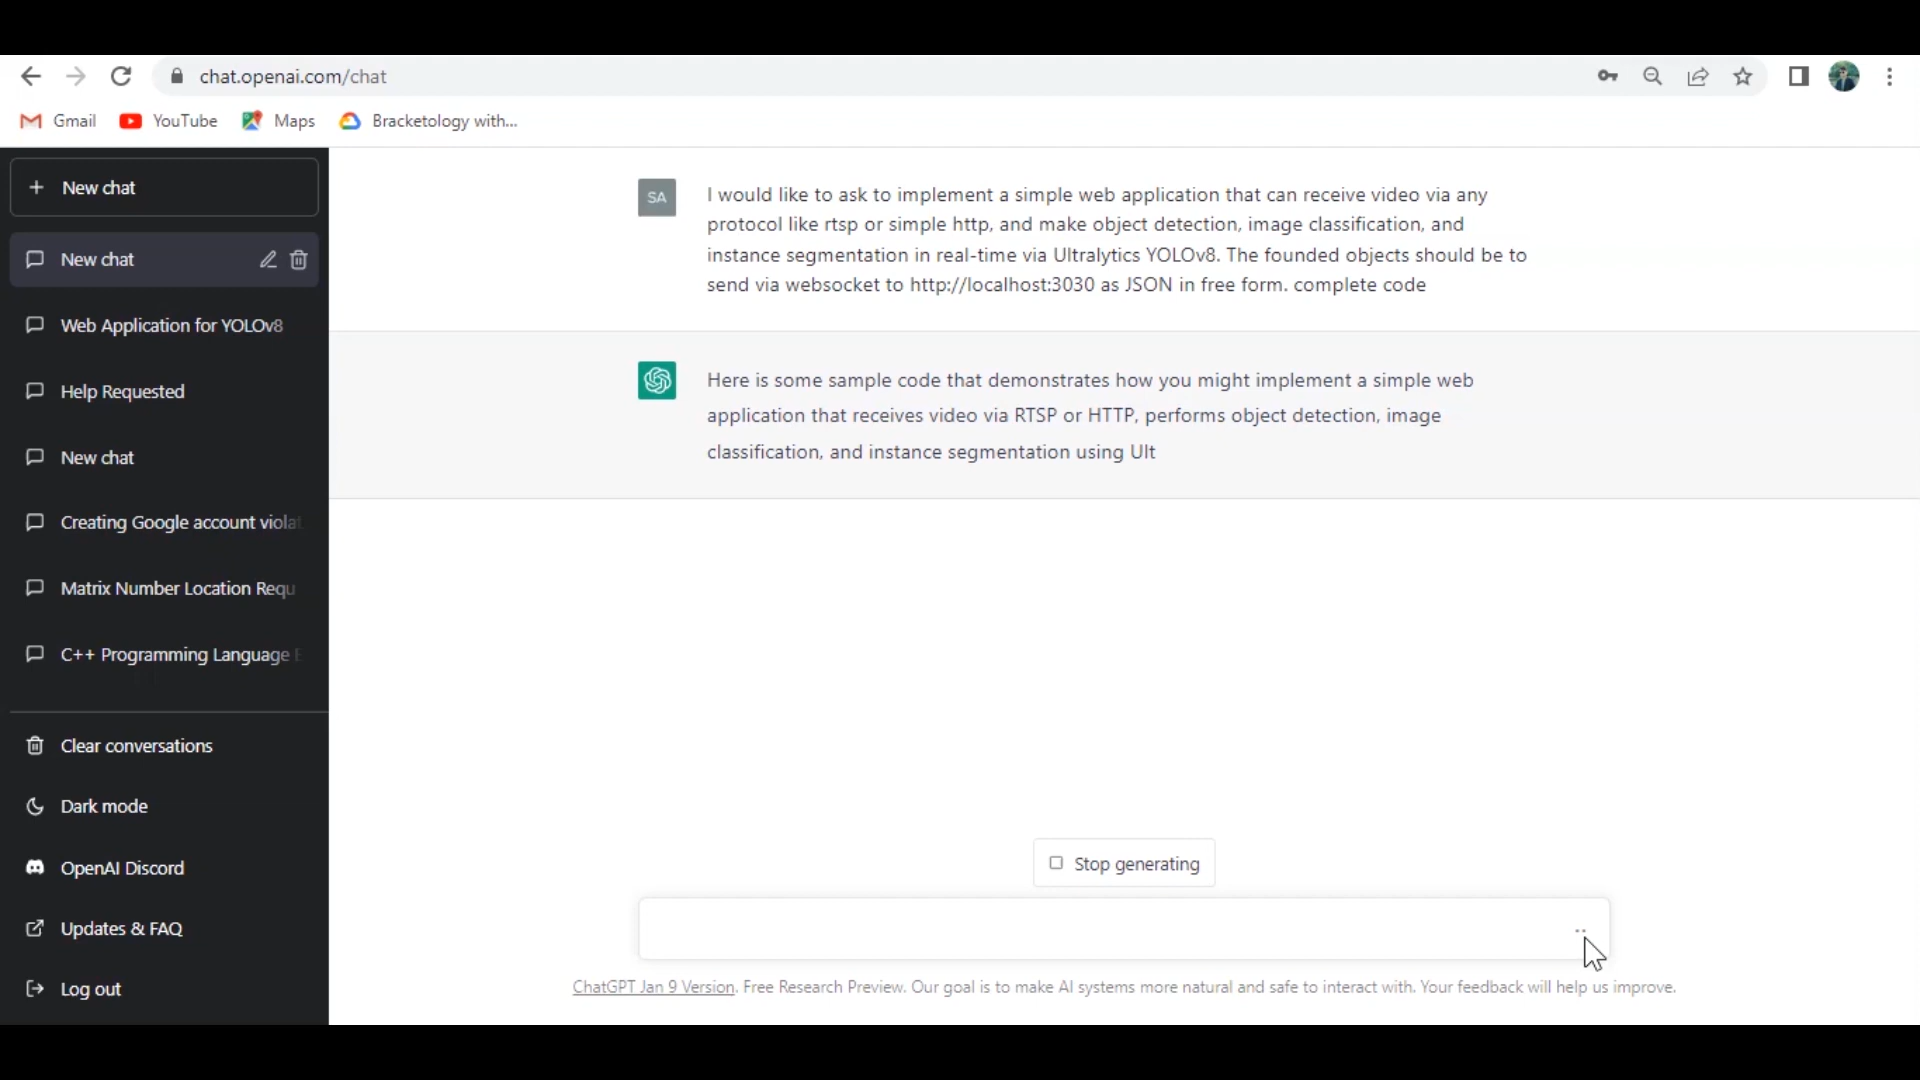 chat.openai.com/chat
Gmail YouTube Maps Bracketology with...
New chat
New chat
Web Application for YOLOv8
Help Requested
New chat
Creating Google account violat
Matrix Number Location Requ
C++ Programming Language E
Clear conversations
Dark mode
OpenAI Discord
Updates & FAQ
Log out
SA
I would like to ask to implement a simple web application that can receive video via any
protocol like rtsp or simple http, and make object detection, image classification, and
instance segmentation in real-time via Ultralytics YOLOv8. The founded objects should be to
send via websocket to http://localhost:3030 as JSON in free form. complete code
Here is some sample code that demonstrates how you might implement a simple web
application that receives video via RTSP or HTTP, performs object detection, image
classification, and instance segmentation using Ult
Stop generating
ChatGPT Jan 9 Version. Free Research Preview. Our goal is to make AI systems more natural and safe to interact with. Your feedback will help us improve.